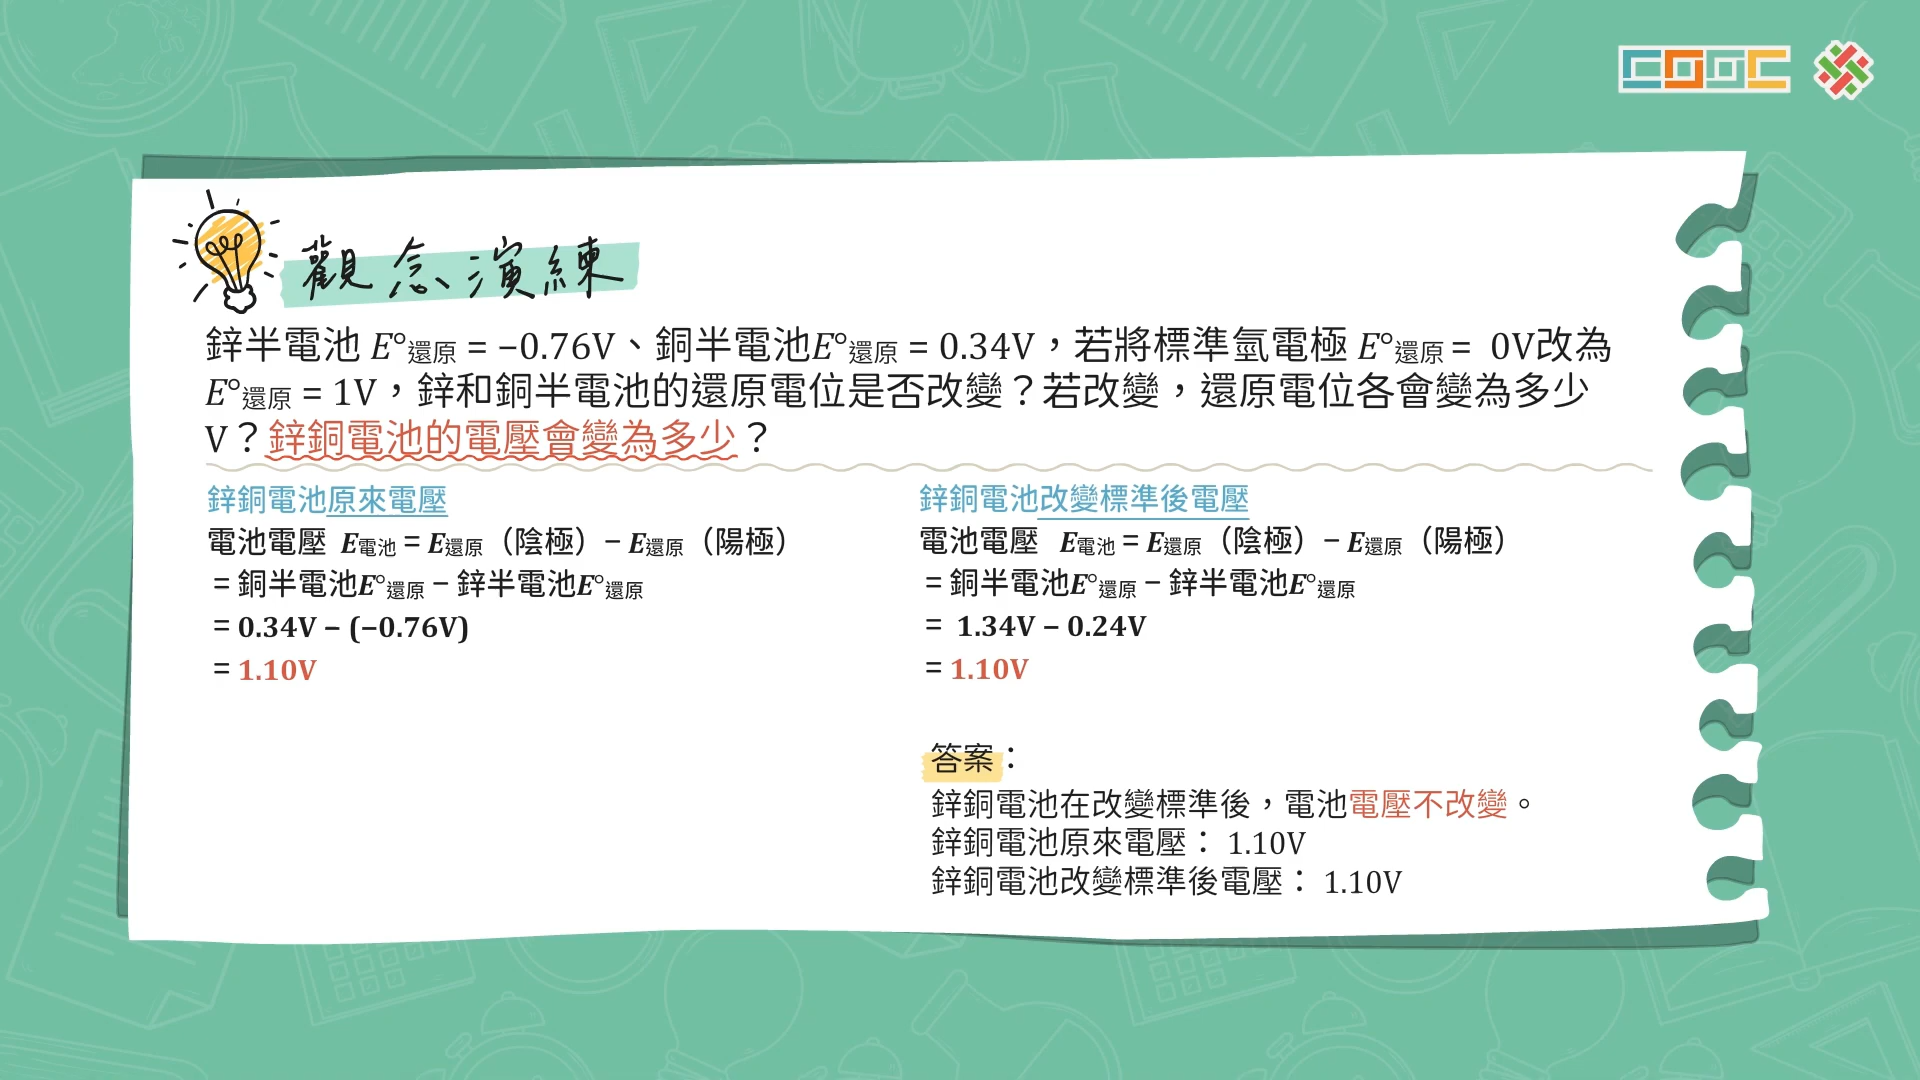 COOC
觀念演練
鋅半電池 E°還原 = −0.76V、銅半電池E°還原 = 0.34V，若將標準氫電極 E°還原 = 0V改為
E°還原 = 1V，鋅和銅半電池的還原電位是否改變？若改變，還原電位各會變為多少
V？鋅銅電池的電壓會變為多少？
鋅銅電池原來電壓
電池電壓 E電池 = E還原（陰極）− E還原（陽極）
= 銅半電池E°還原 − 鋅半電池E°還原
= 0.34V − (−0.76V)
= 1.10V
鋅銅電池改變標準後電壓
電池電壓 E電池 = E還原（陰極）− E還原（陽極）
= 銅半電池E°還原 − 鋅半電池E°還原
= 1.34V − 0.24V
= 1.10V
答案：
鋅銅電池在改變標準後，電池電壓不改變。
鋅銅電池原來電壓： 1.10V
鋅銅電池改變標準後電壓： 1.10V